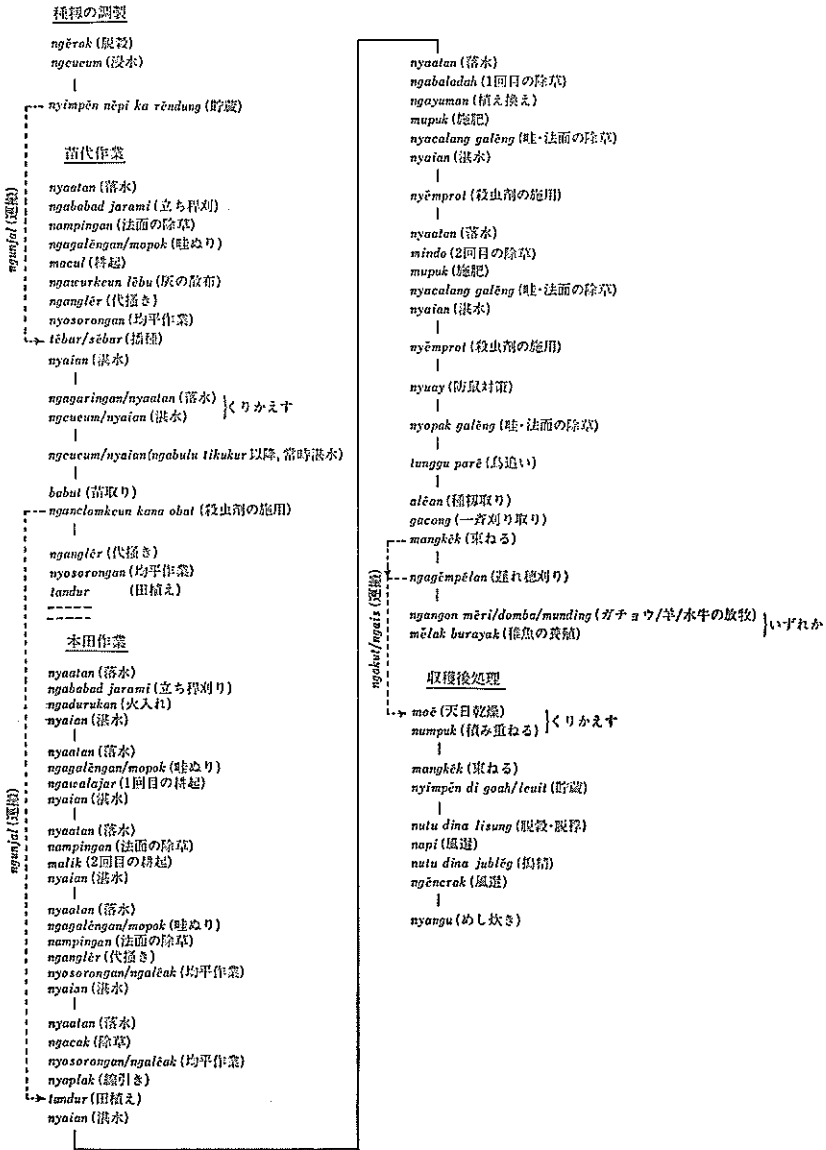 種籾の調製
ngĕrok (脱穀)
ngeueum (浸水)
nyimpĕn nĕpi ka rĕndung (貯蔵)
ngunjal (運搬)
苗代作業
nyaatan (落水)
ngababad jarami (立ち稈刈)
nampingan (法面の除草)
ngagalĕngan/mopok (畦ぬり)
macul (耕起)
ngawurkeun lĕbu (灰の散布)
nganglĕr (代掻き)
nyosorongan (均平作業)
tĕbar/sĕbar (播種)
nyaian (湛水)
ngagaringan/nyaatan (落水)
ngeueum/nyaian (湛水)
くりかえす
ngeueum/nyaian (ngabulu tikukur 以降, 常時湛水)
babut (苗取り)
nganclomkeun kana obat (殺虫剤の施用)
nganglĕr (代掻き)
nyosorongan (均平作業)
tandur (田植え)
ngunjal (運搬)
本田作業
nyaatan (落水)
ngababad jarami (立ち稈刈り)
ngadurukan (火入れ)
nyaian (湛水)
nyaatan (落水)
ngagalĕngan/mopok (畦ぬり)
ngawalajar (1回目の耕起)
nyaian (湛水)
nyaatan (落水)
nampingan (法面の除草)
malik (2回目の耕起)
nyaian (湛水)
nyaatan (落水)
ngagalĕngan/mopok (畦ぬり)
nampingan (法面の除草)
nganglĕr (代掻き)
nyosorongan/ngalĕak (均平作業)
nyaian (湛水)
nyaatan (落水)
ngacak (除草)
nyosorongan/ngalĕak (均平作業)
nyaplak (線引き)
tandur (田植え)
nyaian (湛水)
nyaatan (落水)
ngabaladah (1回目の除草)
ngayuman (植え換え)
mupuk (施肥)
nyacalang galĕng (畦・法面の除草)
nyaian (湛水)
nyĕmprot (殺虫剤の施用)
nyaatan (落水)
mindo (2回目の除草)
mupuk (施肥)
nyacalang galĕng (畦・法面の除草)
nyaian (湛水)
nyĕmprot (殺虫剤の施用)
nyuay (防鼠対策)
nyopak galĕng (畦・法面の除草)
tunggu parĕ (鳥追い)
alĕan (種籾取り)
gacong (一斉刈り取り)
mangkĕk (束ねる)
ngagĕmpĕlan (遅れ穂刈り)
ngangon mĕri/domba/munding (ガチョウ/羊/水牛の放牧)
mĕlak burayak (稚魚の養殖)
いずれか
ngakut/ngais (運搬)
収穫後処理
moĕ (天日乾燥)
numpuk (積み重ねる)
くりかえす
mangkĕk (束ねる)
nyimpĕn di goah/leuit (貯蔵)
nutu dina lisung (脱穀・脱稃)
napi (風選)
nutu dina jublĕg (搗精)
ngĕncrak (風選)
nyangu (めし炊き)